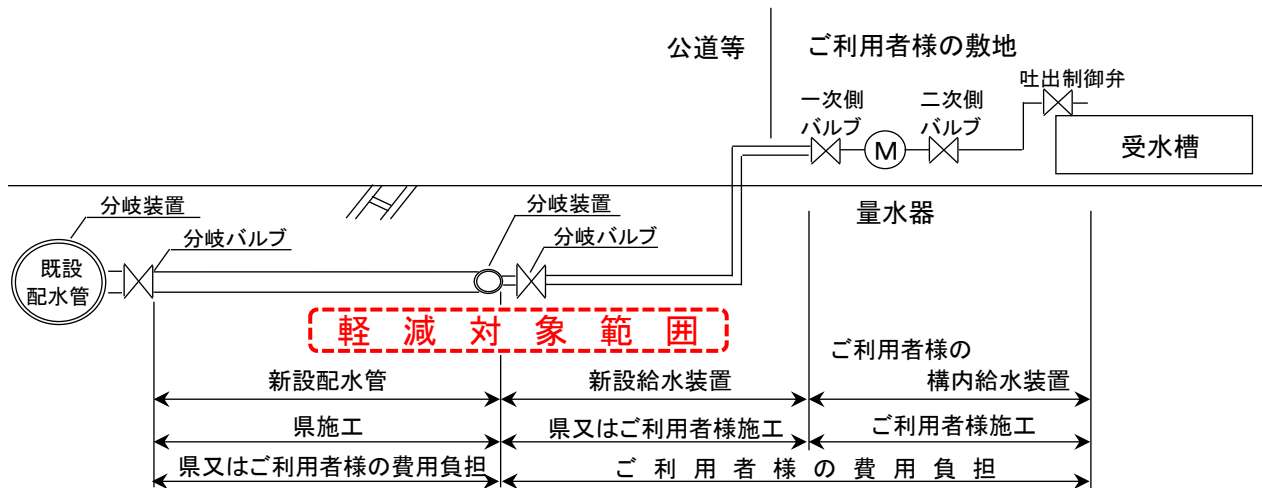 公道等
ご利用者様の敷地
吐出制御弁
一次側
バルブ
二次側
バルブ
M
受水槽
量水器
分岐装置
分岐バルブ
分岐装置
分岐バルブ
既設
配水管
軽減対象範囲
新設配水管
新設給水装置
ご利用者様の
構内給水装置
県施工
県又はご利用者様施工
ご利用者様施工
県又はご利用者様の費用負担
ご利用者様の費用負担